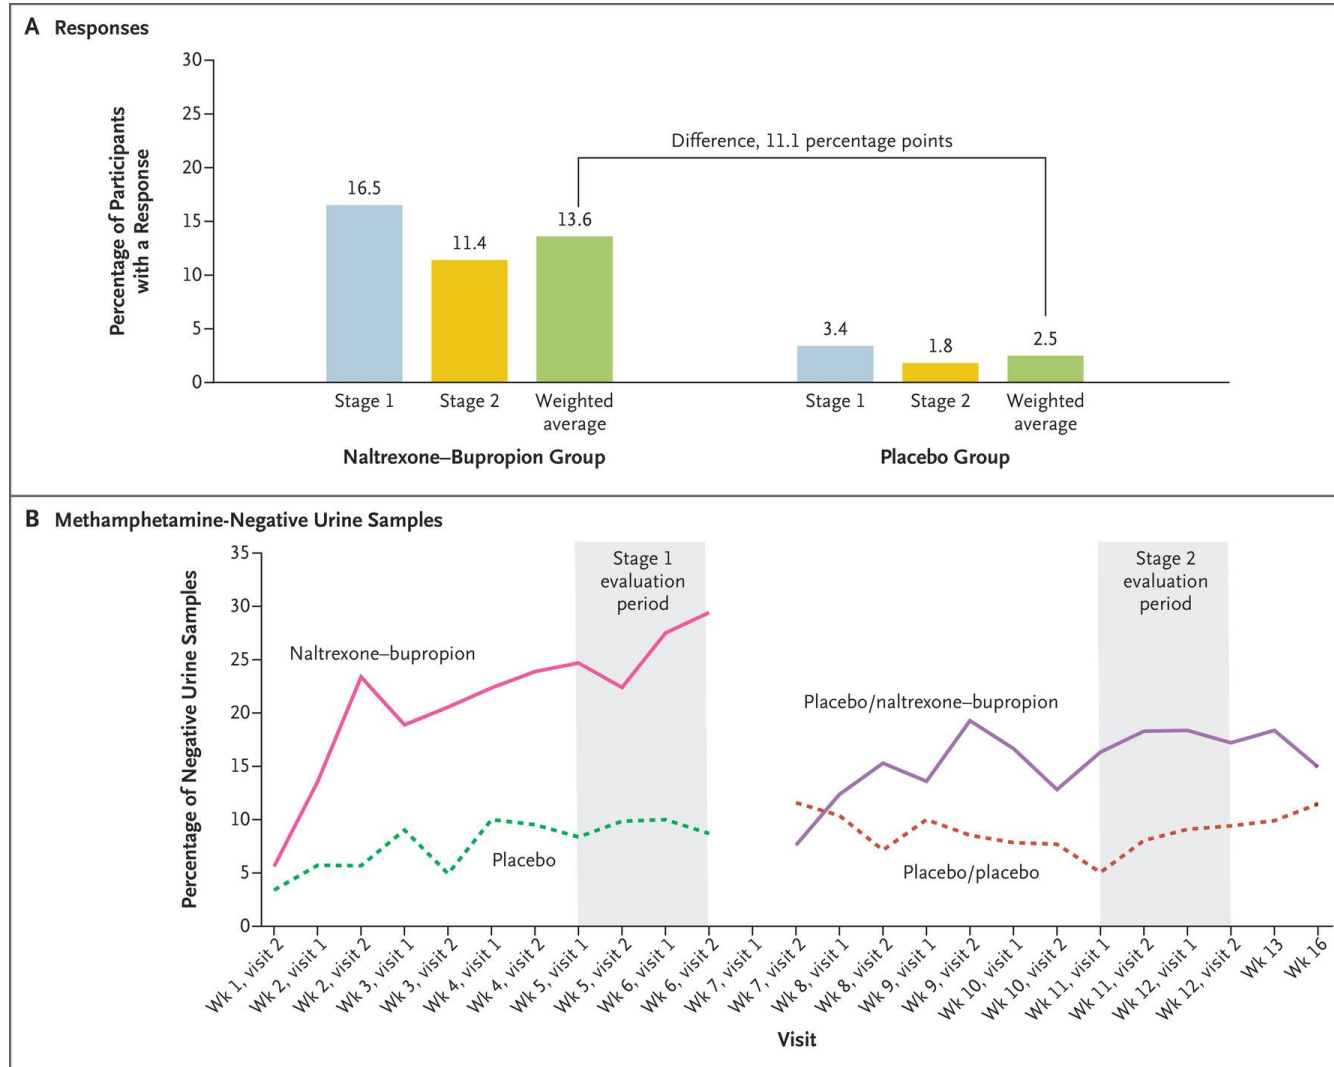 A Responses
30
25
20
15
10
5
0
Percentage of Participants
with a Response
Difference, 11.1 percentage points
16.5
11.4
13.6
3.4
1.8
2.5
Stage 1
Stage 2
Weighted
average
Stage 1
Stage 2
Weighted
average
Naltrexone–Bupropion Group
Placebo Group
B Methamphetamine-Negative Urine Samples
35
30
25
20
15
10
5
0
Percentage of Negative Urine Samples
Stage 1
evaluation
period
Stage 2
evaluation
period
Naltrexone–bupropion
Placebo
Placebo/naltrexone–bupropion
Placebo/placebo
Wk 1, visit 2
Wk 2, visit 1
Wk 2, visit 2
Wk 3, visit 1
Wk 3, visit 2
Wk 4, visit 1
Wk 4, visit 2
Wk 5, visit 1
Wk 5, visit 2
Wk 6, visit 1
Wk 6, visit 2
Wk 7, visit 1
Wk 7, visit 2
Wk 8, visit 1
Wk 8, visit 2
Wk 9, visit 1
Wk 9, visit 2
Wk 10, visit 1
Wk 10, visit 2
Wk 11, visit 1
Wk 11, visit 2
Wk 12, visit 1
Wk 12, visit 2
Wk 13
Wk 16
Visit